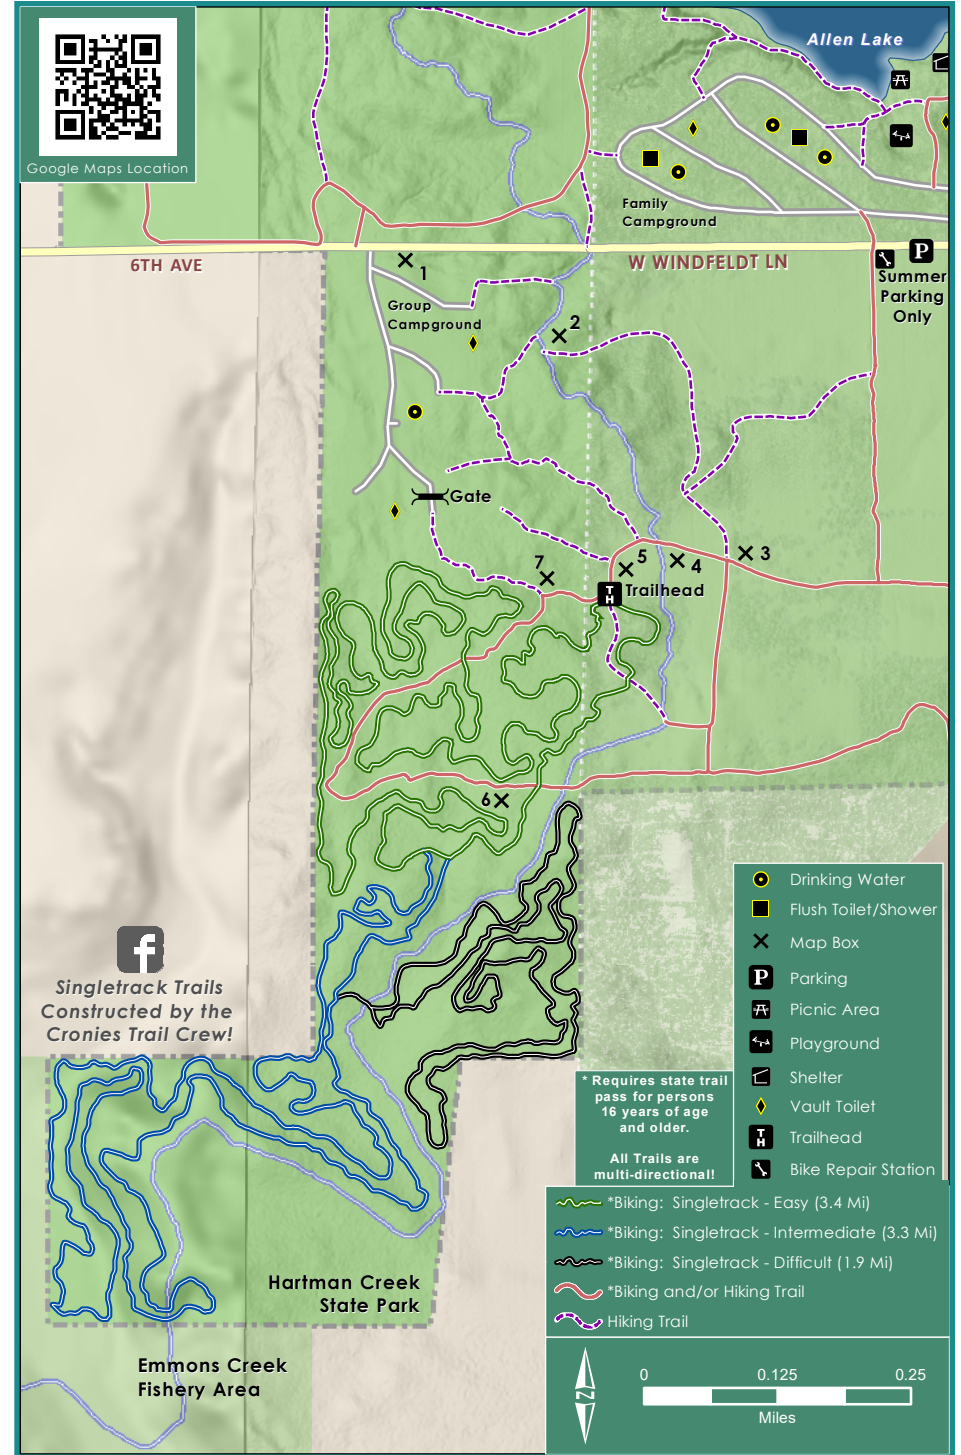 Google Maps Location
Allen Lake
Family
Campground
6TH AVE
W WINDFELDT LN
P
Summer
Parking
Only
1
Group
Campground
2
Gate
3
4
5
7
TH
Trailhead
6
f
Singletrack Trails
Constructed by the
Cronies Trail Crew!
Drinking Water
Flush Toilet/Shower
Map Box
P Parking
Picnic Area
Playground
Shelter
Vault Toilet
TH Trailhead
Bike Repair Station
* Requires state trail
pass for persons
16 years of age
and older.
All Trails are
multi-directional!
*Biking: Singletrack - Easy (3.4 Mi)
*Biking: Singletrack - Intermediate (3.3 Mi)
*Biking: Singletrack - Difficult (1.9 Mi)
*Biking and/or Hiking Trail
Hiking Trail
Hartman Creek
State Park
Emmons Creek
Fishery Area
N
0 0.125 0.25
Miles